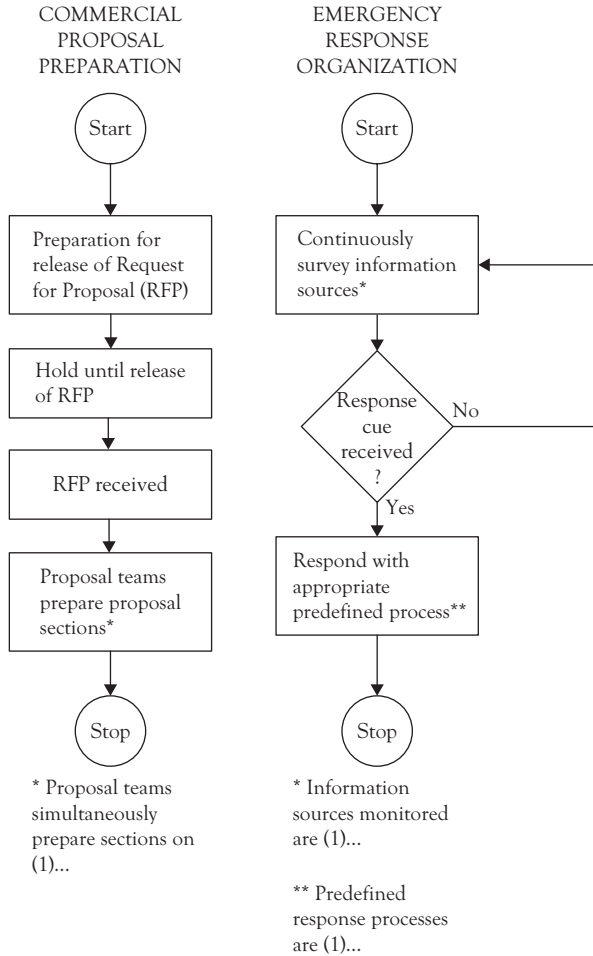 COMMERCIAL
PROPOSAL
PREPARATION
Start
Preparation for
release of Request
for Proposal (RFP)
Hold until release
of RFP
RFP received
Proposal teams
prepare proposal
sections*
Stop
* Proposal teams
simultaneously
prepare sections on
(1)...
EMERGENCY
RESPONSE
ORGANIZATION
Start
Continuously
survey information
sources*
Response
cue
received
?
No
Yes
Respond with
appropriate
predefined process**
Stop
* Information
sources monitored
are (1)...
** Predefined
response processes
are (1)...